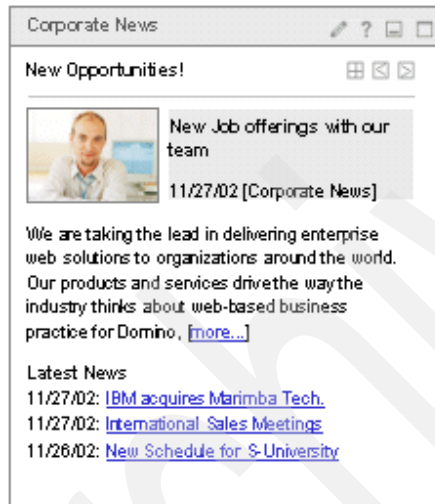 Corporate News
New Opportunities!
New Job offerings with our
team
11/27/02 [Corporate News]
We are taking the lead in delivering enterprise
web solutions to organizations around the world.
Our products and services drive the way the
industry thinks about web-based business
practice for Domino, [more...]
Latest News
11/27/02: IBM acquires Marimba Tech.
11/27/02: International Sales Meetings
11/26/02: New Schedule for S-University